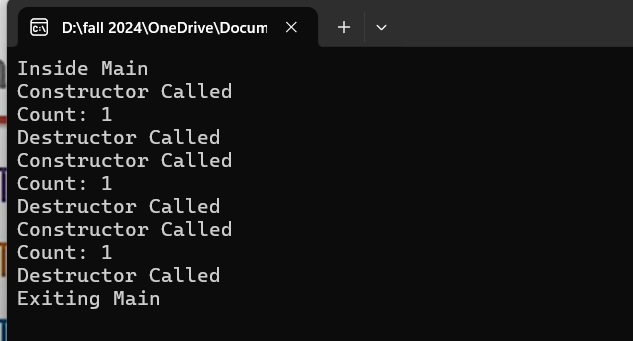 D:\fall 2024\OneDrive\Docum
Inside Main
Constructor Called
Count: 1
Destructor Called
Constructor Called
Count: 1
Destructor Called
Constructor Called
Count: 1
Destructor Called
Exiting Main